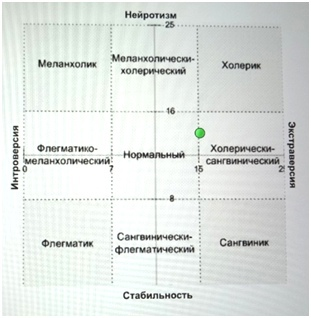 Нейротизм
25
Меланхолик
Меланхолически-
холерический
Холерик
16
Интроверсия
Флегматико-
меланхолический
Нормальный
Холерически-
сангвинический
Экстраверсия
0
7
15
8
Флегматик
Сангвинически-
флегматический
Сангвиник
Стабильность